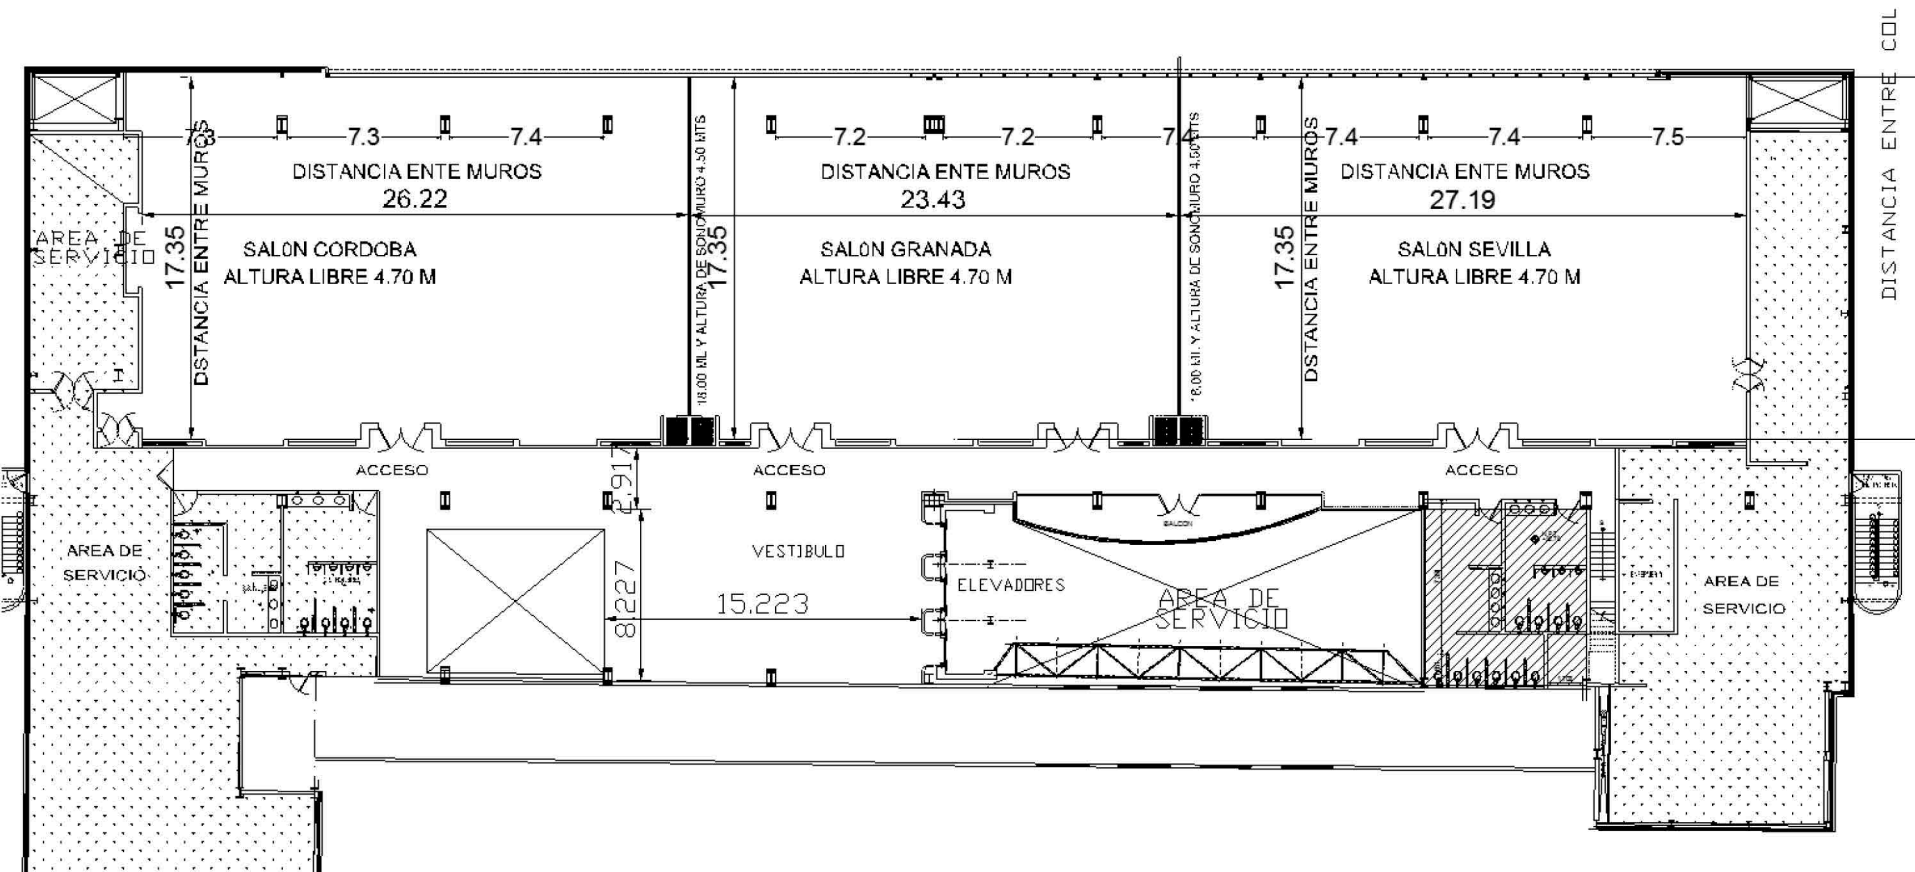 DISTANCIA ENTRE COL
7.3
7.3
7.4
7.2
7.2
7.4
7.4
7.4
7.5
DISTANCIA ENTE MUROS
26.22
DISTANCIA ENTE MUROS
23.43
DISTANCIA ENTE MUROS
27.19
17.35
DSTANCIA ENTRE MUROS
SALON CORDOBA
ALTURA LIBRE 4.70 M
18.00 ML Y ALTURA DE SONOMURO 4.50 MTS
17.35
SALON GRANADA
ALTURA LIBRE 4.70 M
18.00 ML Y ALTURA DE SONOMURO 4.50 MTS
17.35
DSTANCIA ENTRE MUROS
SALON SEVILLA
ALTURA LIBRE 4.70 M
AREA DE
SERVICIO
ACCESO
ACCESO
ACCESO
2.917
BALCON
AREA DE
SERVICIO
VESTIBULO
8.227
15.223
ELEVADORES
AREA DE
SERVICIO
AREA DE
SERVICIO